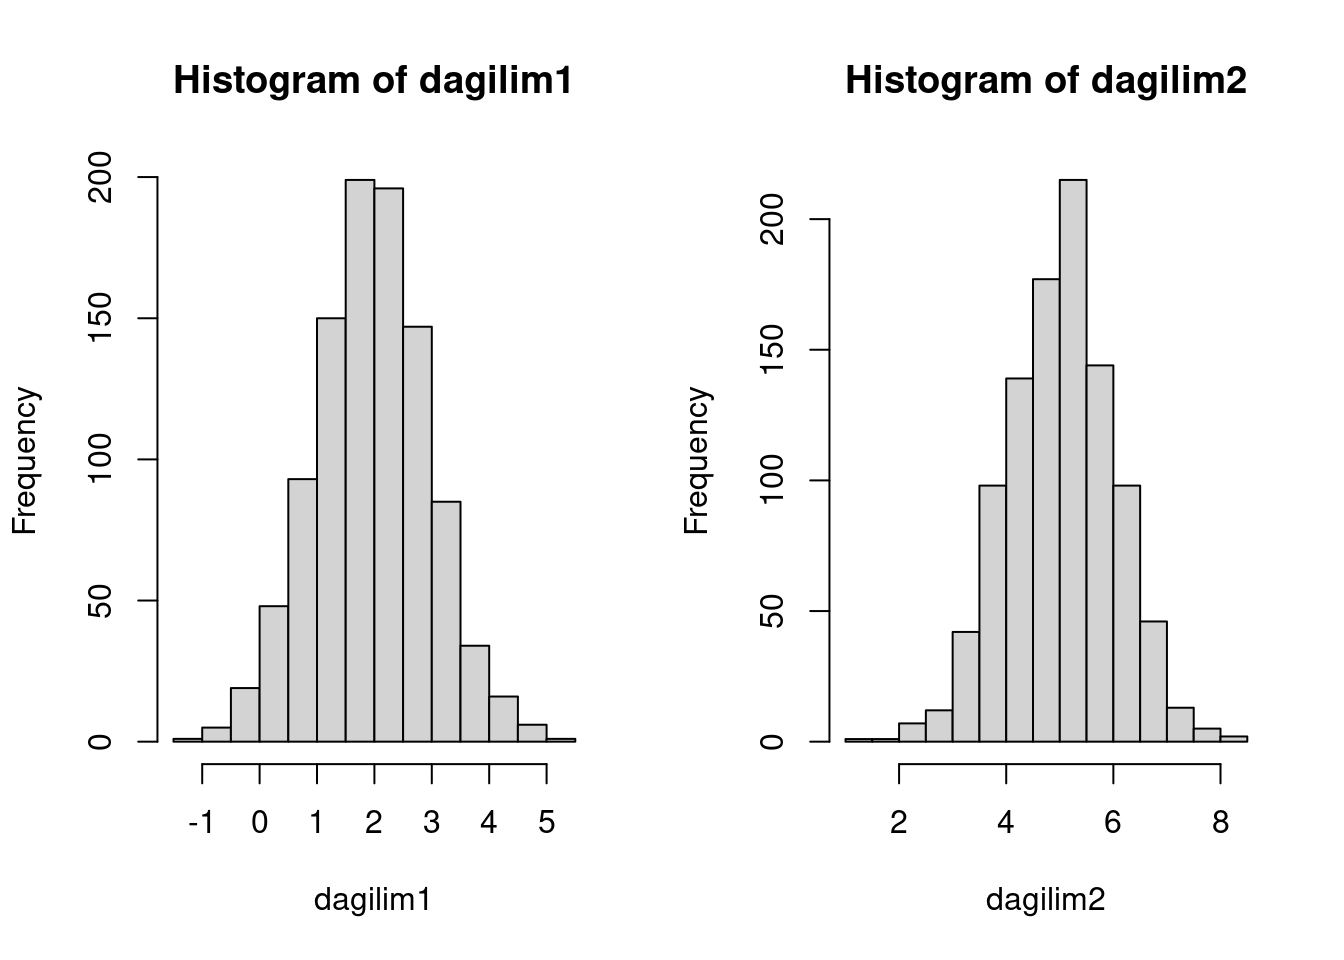 Histogram of dagilim1
Frequency
200
150
100
50
0
-1 0 1 2 3 4 5
dagilim1
Histogram of dagilim2
Frequency
200
150
100
50
0
2 4 6 8
dagilim2